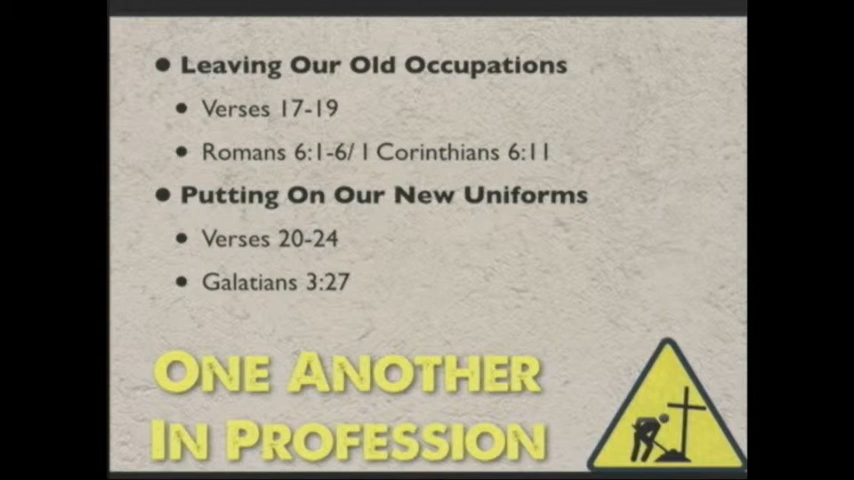 Leaving Our Old Occupations
Verses 17-19
Romans 6:1-6/ 1 Corinthians 6:11
Putting On Our New Uniforms
Verses 20-24
Galatians 3:27
ONE ANOTHER
IN PROFESSION